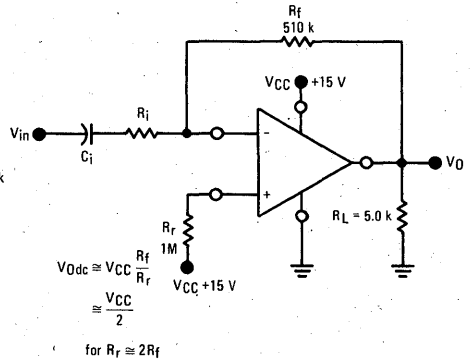 Rf
510 k
VCC +15 V
Ri
Vin
Ci
-
+
VO
k
Rr
1M
RL = 5.0 k
VCC +15 V
VOdc ≅ VCC Rf/Rr
≅ VCC/2
for Rr ≅ 2Rf